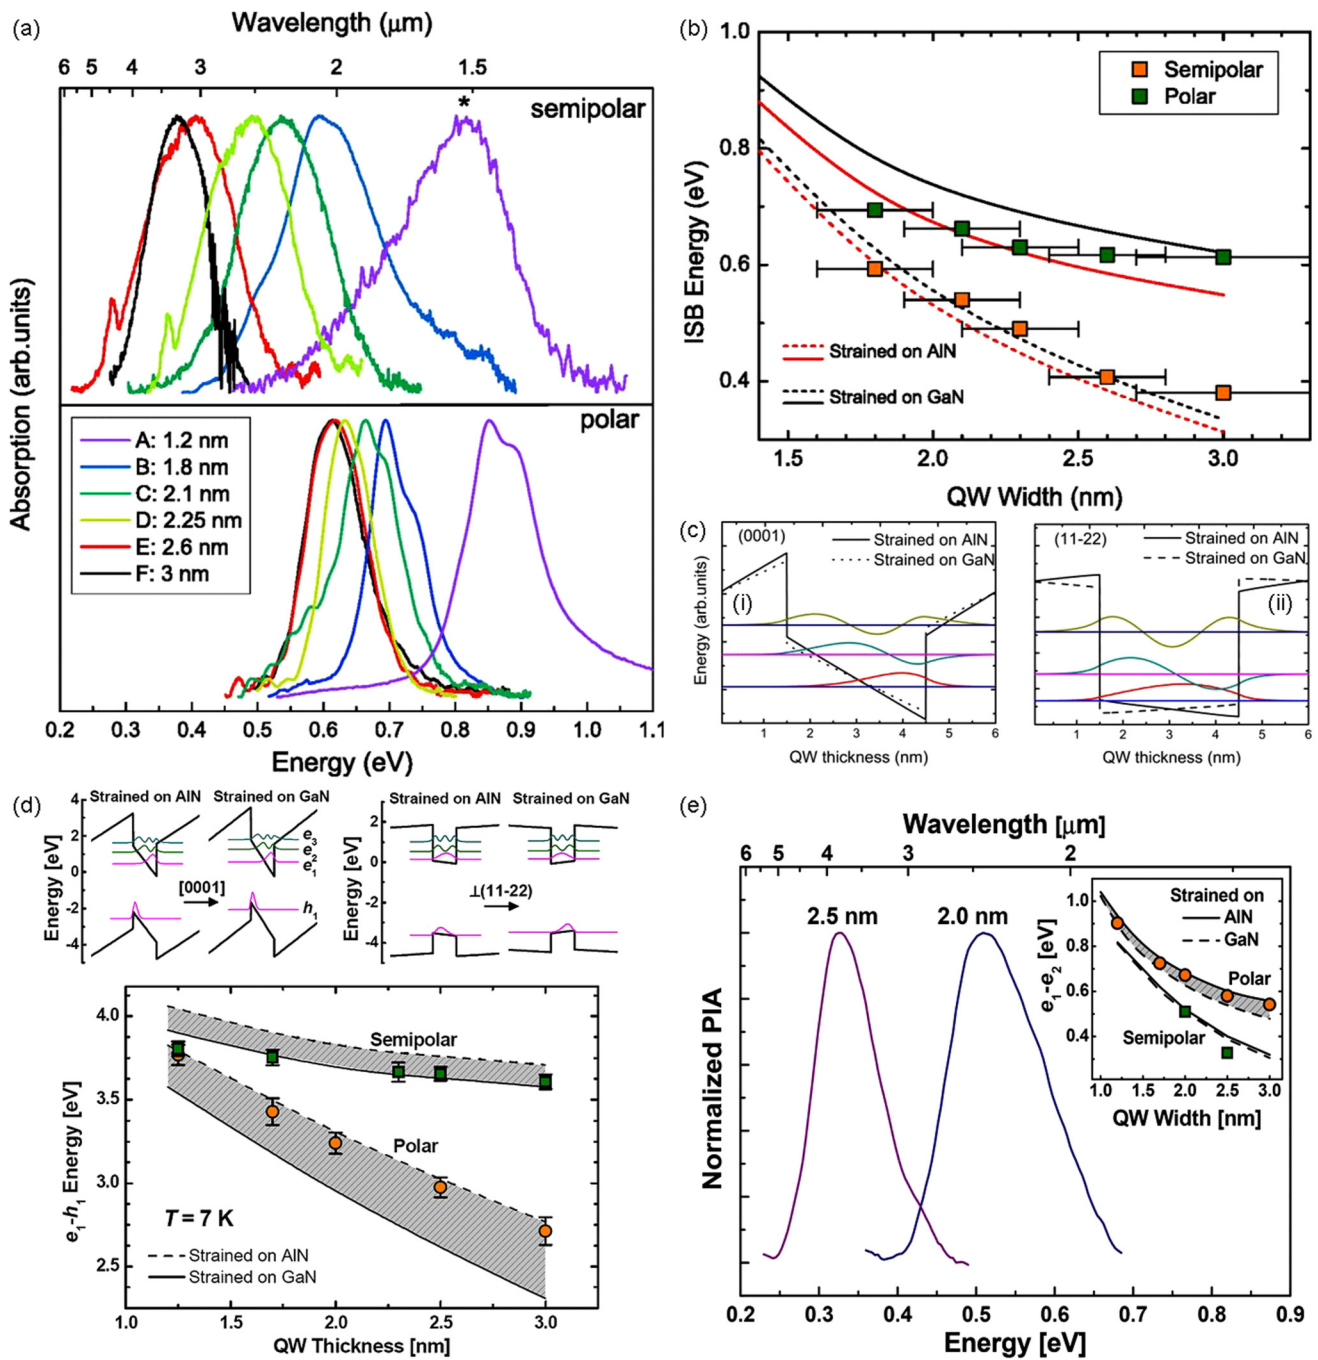 (a)
Wavelength (μm)
6 5 4 3 2 1.5
semipolar
*
polar
A: 1.2 nm
B: 1.8 nm
C: 2.1 nm
D: 2.25 nm
E: 2.6 nm
F: 3 nm
Absorption (arb.units)
0.2 0.3 0.4 0.5 0.6 0.7 0.8 0.9 1.0 1.1
Energy (eV)
(b)
1.0
0.8
0.6
0.4
ISB Energy (eV)
Semipolar
Polar
Strained on AlN
Strained on GaN
1.5 2.0 2.5 3.0
QW Width (nm)
(c)
(0001)
Strained on AlN
Strained on GaN
(i)
Energy (arb.units)
1 2 3 4 5 6
QW thickness (nm)
(11-22)
Strained on AlN
Strained on GaN
(ii)
1 2 3 4 5 6
QW thickness (nm)
(d)
Strained on AlN Strained on GaN
4
2
0
-2
-4
Energy [eV]
e3
e2
e1
[0001]
h1
Strained on AlN Strained on GaN
4
2
0
-2
-4
Energy [eV]
⊥(11-22)
4.0
3.5
3.0
2.5
e1-h1 Energy [eV]
Semipolar
Polar
T = 7 K
Strained on AlN
Strained on GaN
1.0 1.5 2.0 2.5 3.0
QW Thickness [nm]
(e)
Wavelength [μm]
6 5 4 3 2
2.5 nm 2.0 nm
Normalized PIA
0.2 0.3 0.4 0.5 0.6 0.7 0.8 0.9
Energy [eV]
1.0
0.8
0.6
0.4
e1-e2 [eV]
Strained on
AlN
GaN
Polar
Semipolar
1.0 1.5 2.0 2.5 3.0
QW Width [nm]